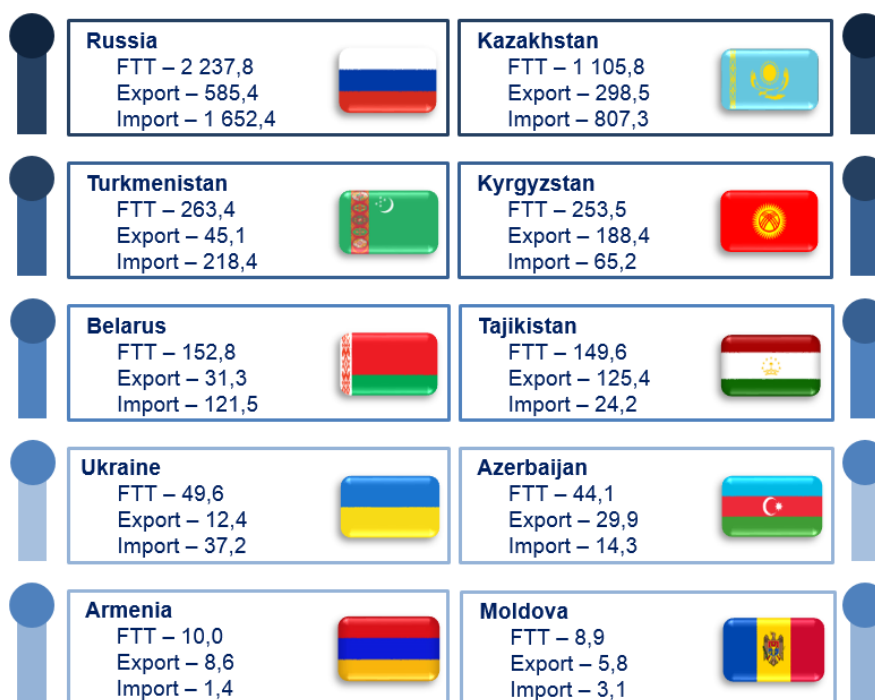 Russia
FTT – 2 237,8
Export – 585,4
Import – 1 652,4
Kazakhstan
FTT – 1 105,8
Export – 298,5
Import – 807,3
Turkmenistan
FTT – 263,4
Export – 45,1
Import – 218,4
Kyrgyzstan
FTT – 253,5
Export – 188,4
Import – 65,2
Belarus
FTT – 152,8
Export – 31,3
Import – 121,5
Tajikistan
FTT – 149,6
Export – 125,4
Import – 24,2
Ukraine
FTT – 49,6
Export – 12,4
Import – 37,2
Azerbaijan
FTT – 44,1
Export – 29,9
Import – 14,3
Armenia
FTT – 10,0
Export – 8,6
Import – 1,4
Moldova
FTT – 8,9
Export – 5,8
Import – 3,1